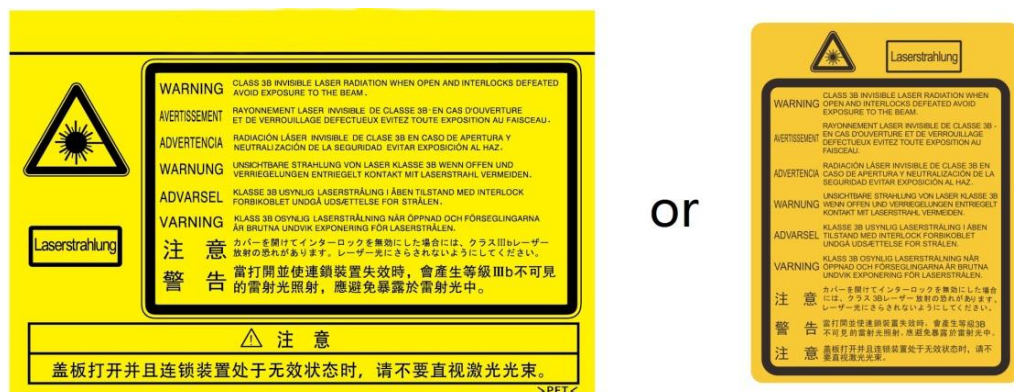 WARNING CLASS 3B INVISIBLE LASER RADIATION WHEN OPEN AND INTERLOCKS DEFEATED
AVOID EXPOSURE TO THE BEAM.
AVERTISSEMENT RAYONNEMENT LASER INVISIBLE DE CLASSE 3B· EN CAS D'OUVERTURE
ET DE VERROUILLAGE DEFECTUEUX EVITEZ TOUTE EXPOSITION AU FAISCEAU.
ADVERTENCIA RADIACIÓN LÁSER INVISIBLE DE CLASE 3B EN CASO DE APERTURA Y
NEUTRALIZACIÓN DE LA SEGURIDAD EVITAR EXPOSICIÓN AL HAZ.
WARNUNG UNSICHTBARE STRAHLUNG VON LASER KLASSE 3B WENN OFFEN UND
VERRIEGELUNGEN ENTRIEGELT KONTAKT MIT LASERSTRAHL VERMEIDEN.
ADVARSEL KLASSE 3B USYNLIG LASERSTRÅLING I ÅBEN TILSTAND MED INTERLOCK
FORBIKOBLET UNDGÅ UDSÆTTELSE FOR STRÅLEN.
VARNING KLASS 3B OSYNLIG LASERSTRÅLNING NÄR ÖPPNAD OCH FÖRSEGLINGARNA
ÄR BRUTNA UNDVIK EXPONERING FÖR LASERSTRÅLEN.
Laserstrahlung
注 意 カバーを開けてインターロックを無効にした場合には、クラスⅢbレーザー
放射の恐れがあります。レーザー光にさらされないようにしてください。
警 告 當打開並使連鎖裝置失效時，會產生等級Ⅲb不可見
的雷射光照射，應避免暴露於雷射光中。
⚠ 注 意
盖板打开并且连锁装置处于无效状态时，请不要直视激光光束。
>PET<
or
Laserstrahlung
WARNING CLASS 3B INVISIBLE LASER RADIATION WHEN
OPEN AND INTERLOCKS DEFEATED AVOID
EXPOSURE TO THE BEAM.
AVERTISSEMENT RAYONNEMENT LASER INVISIBLE DE CLASSE 3B -
EN CAS D'OUVERTURE ET DE VERROUILLAGE
DEFECTUEUX EVITEZ TOUTE EXPOSITION AU
FAISCEAU.
ADVERTENCIA RADIACIÓN LÁSER INVISIBLE DE CLASE 3B EN
CASO DE APERTURA Y NEUTRALIZACIÓN DE LA
SEGURIDAD EVITAR EXPOSICIÓN AL HAZ.
WARNUNG UNSICHTBARE STRAHLUNG VON LASER KLASSE 3B
WENN OFFEN UND VERRIEGELUNGEN ENTRIEGELT
KONTAKT MIT LASERSTRAHL VERMEIDEN.
ADVARSEL KLASSE 3B USYNLIG LASERSTRÅLING I ÅBEN
TILSTAND MED INTERLOCK FORBIKOBLET
UNDGÅ UDSÆTTELSE FOR STRÅLEN.
VARNING KLASS 3B OSYNLIG LASERSTRÅLNING NÄR
ÖPPNAD OCH FÖRSEGLINGARNA ÄR BRUTNA
UNDVIK EXPONERING FÖR LASERSTRÅLEN.
注 意 カバーを開けてインターロックを無効にした場合
には、クラス 3Bレーザー 放射の恐れがあります。
レーザー光にさらされないようにしてください。
警 告 當打開並使連鎖裝置失效時，會產生等級3B
不可見的雷射光照射，應避免暴露於雷射光中。
注 意 盖板打开并且连锁装置处于无效状态时，请不
要直视激光光束。